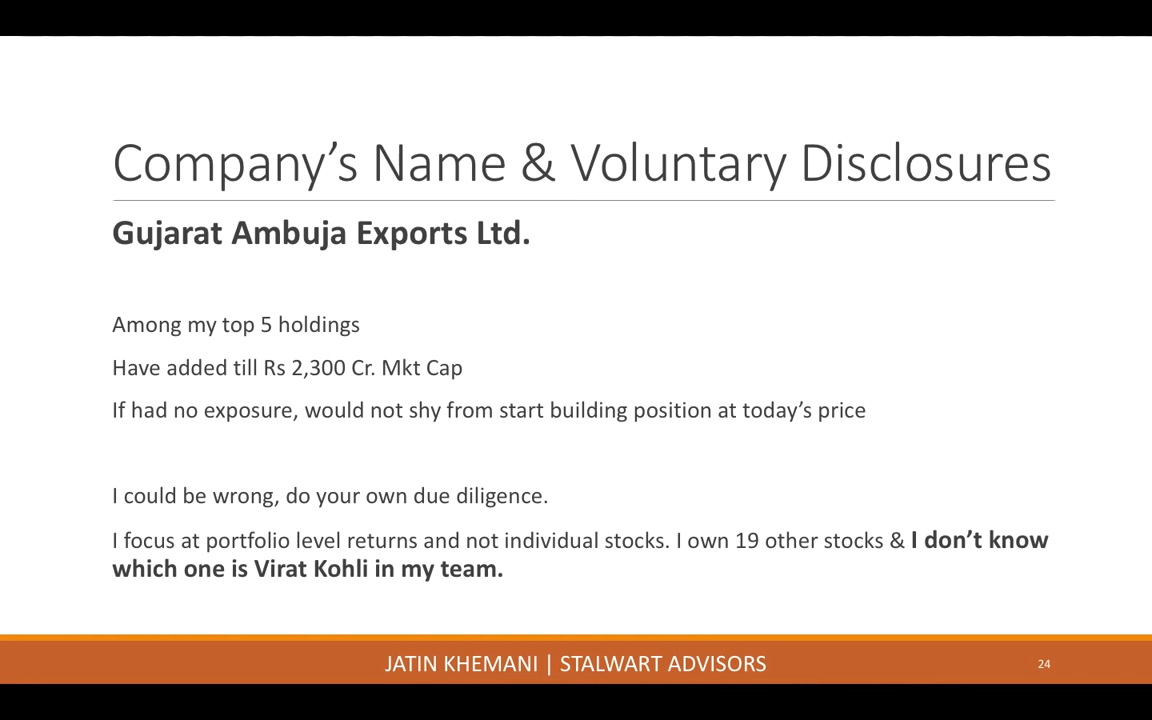 Company’s Name & Voluntary Disclosures
Gujarat Ambuja Exports Ltd.
Among my top 5 holdings
Have added till Rs 2,300 Cr. Mkt Cap
If had no exposure, would not shy from start building position at today’s price
I could be wrong, do your own due diligence.
I focus at portfolio level returns and not individual stocks. I own 19 other stocks & I don’t know
which one is Virat Kohli in my team.
JATIN KHEMANI | STALWART ADVISORS
24